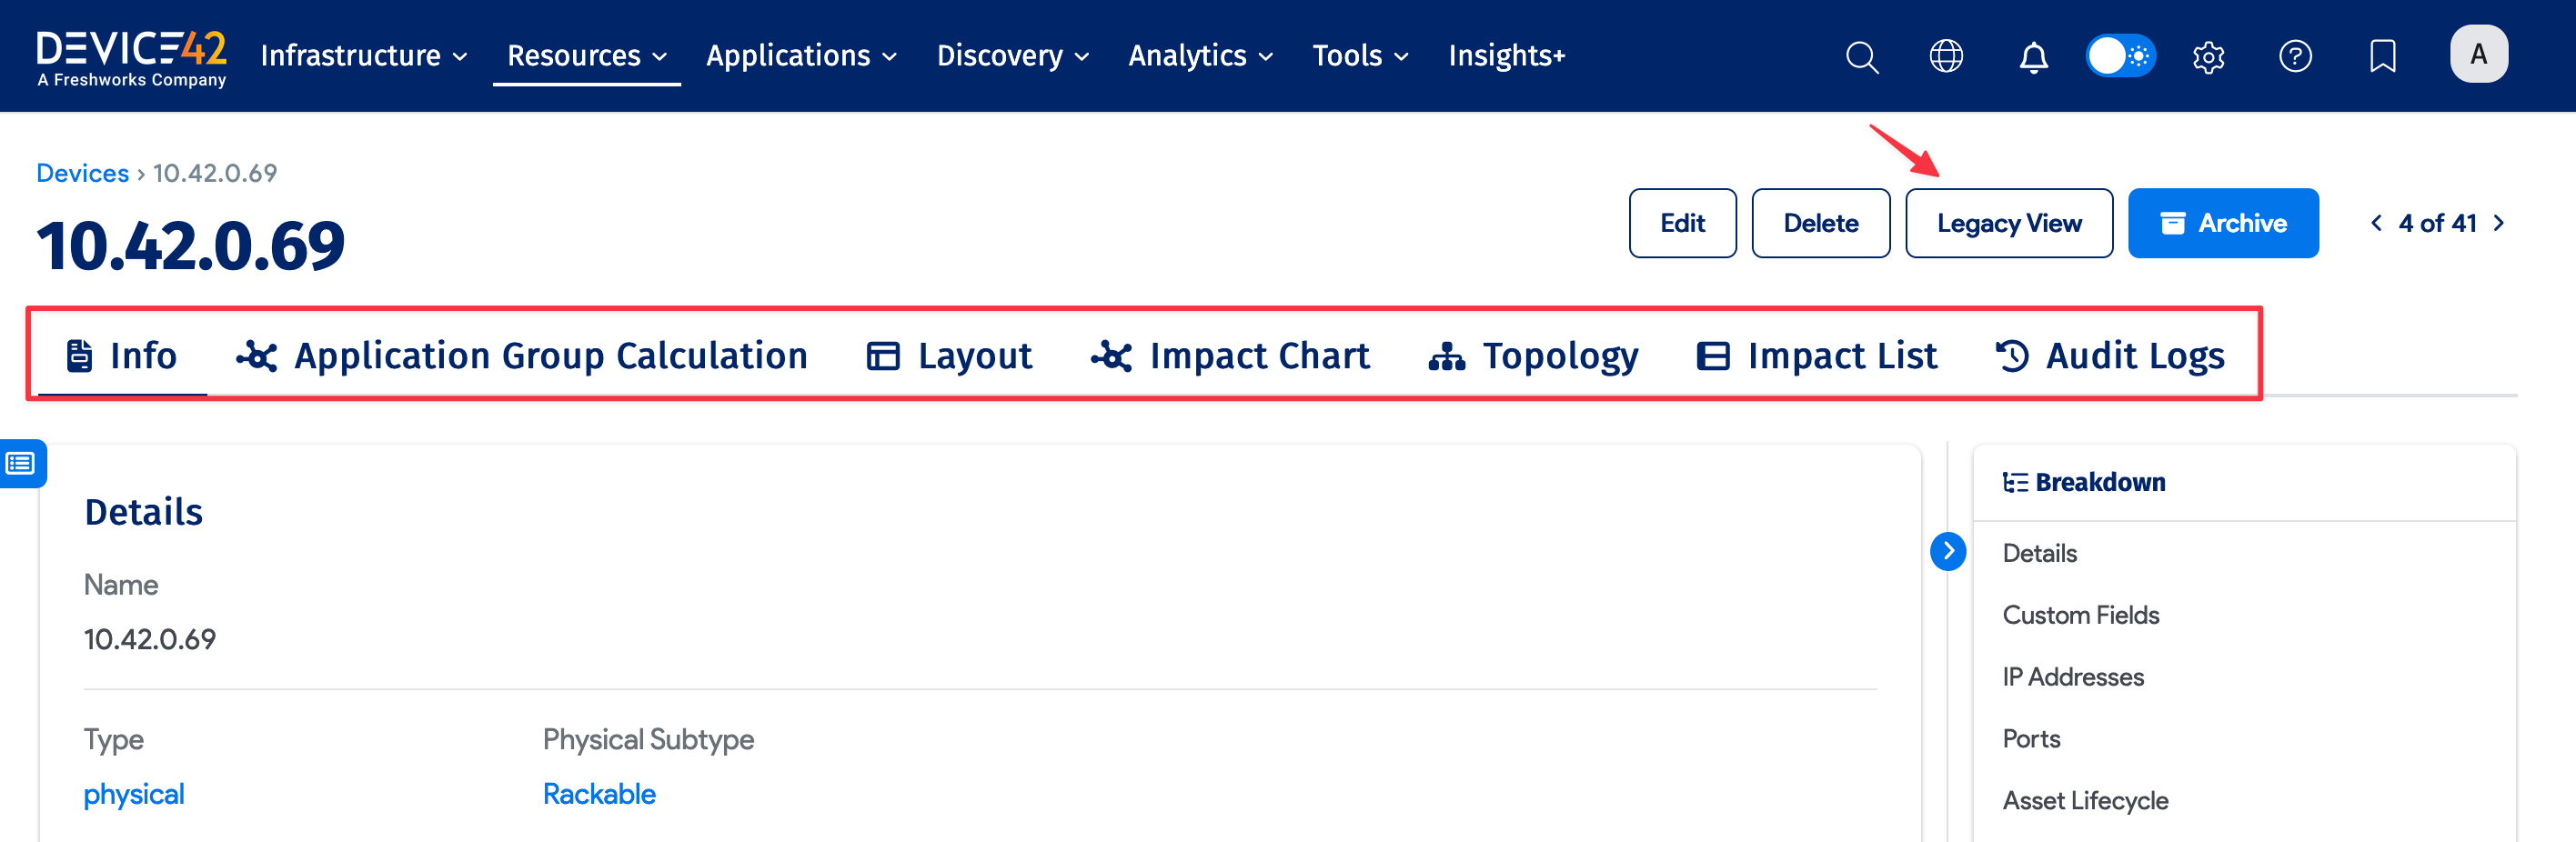 DEVICE42
A Freshworks Company
Infrastructure Resources Applications Discovery Analytics Tools Insights+
A
Devices › 10.42.0.69
10.42.0.69
Edit Delete Legacy View Archive 4 of 41
Info Application Group Calculation Layout Impact Chart Topology Impact List Audit Logs
Details
Name
10.42.0.69
Type Physical Subtype
physical Rackable
Breakdown
Details
Custom Fields
IP Addresses
Ports
Asset Lifecycle